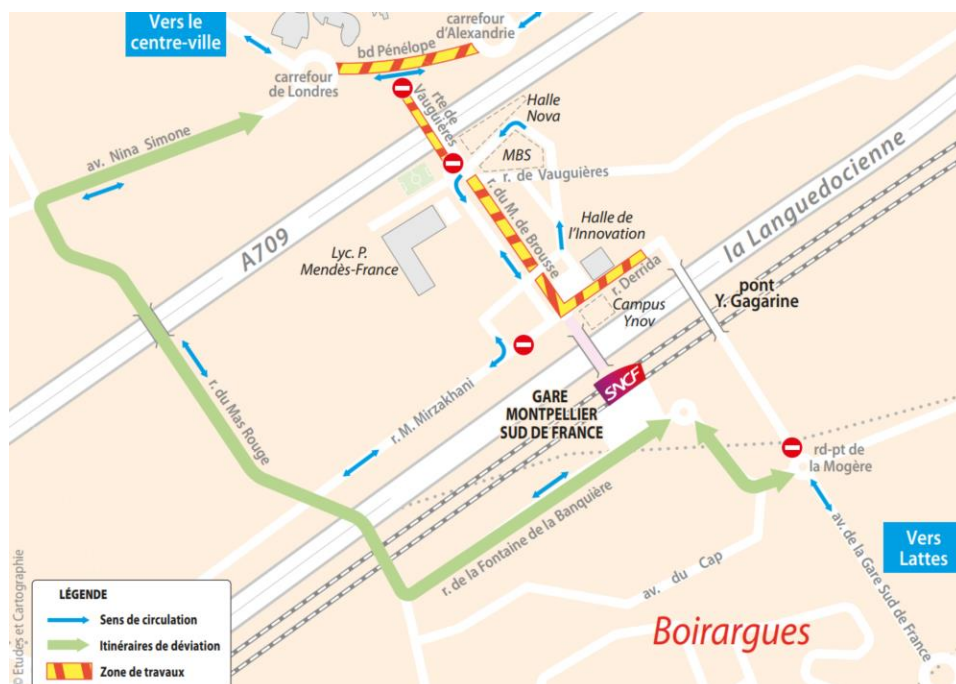 Vers le
centre-ville
carrefour
d'Alexandrie
bd Pénélope
carrefour
de Londres
rte de
Vauguières
Halle
Nova
av. Nina Simone
MBS
r. de Vauguières
r. du M. de Brousse
Halle de
l'Innovation
la Languedocienne
A709
Lyc. P.
Mendès-France
r. Derrida
pont
Y. Gagarine
Campus
Ynov
SNCF
GARE
MONTPELLIER
SUD DE FRANCE
r. du Mas Rouge
r. M. Mirzakhani
rd-pt de
la Mogère
r. de la Fontaine de la Banquière
av. de la Gare Sud de France
Vers
Lattes
av. du Cap
Boirargues
© Etudes et Cartographie
LÉGENDE
Sens de circulation
Itinéraires de déviation
Zone de travaux